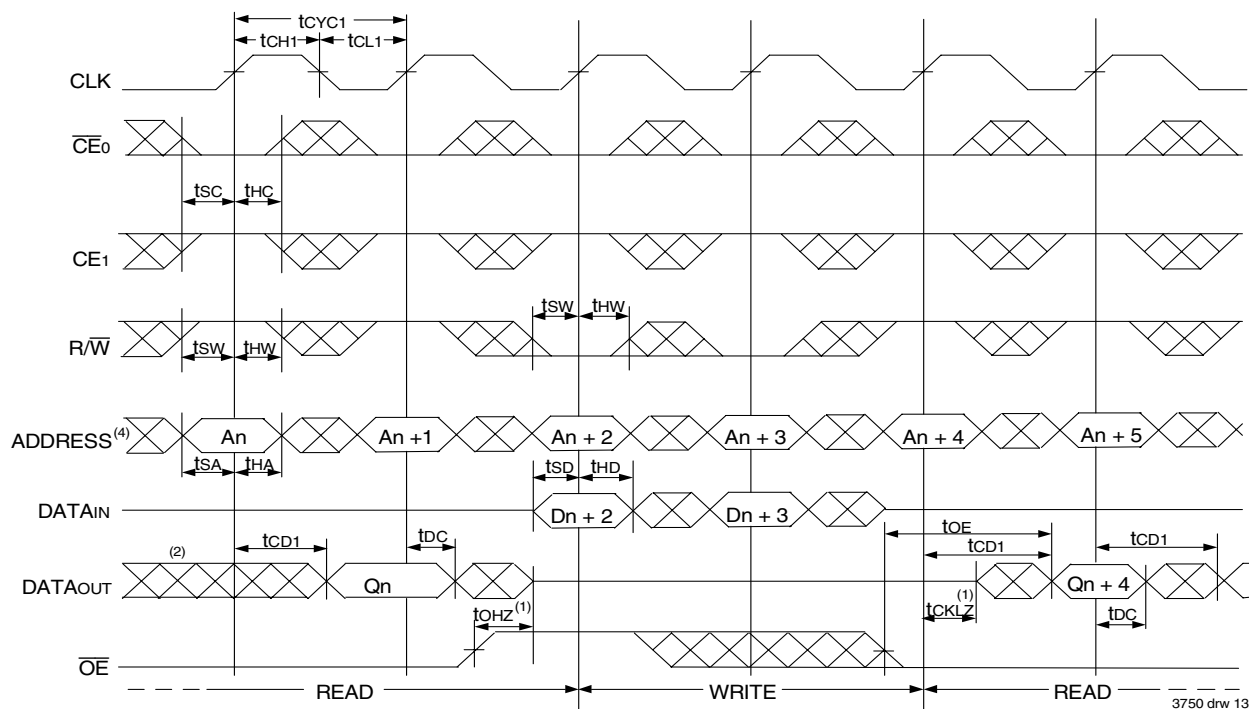 tCYC1
tCH1 tCL1
CLK
CE0
tSC tHC
CE1
tSW tHW
R/W
tSW tHW
ADDRESS(4) An An +1 An + 2 An + 3 An + 4 An + 5
tSA tHA
tSD tHD
DATAIN Dn + 2 Dn + 3
tOE
tCD1 tDC tCD1 tCD1
(2)
DATAOUT Qn Qn + 4
tOHZ(1) tCKLZ(1) tDC
OE
READ WRITE READ
3750 drw 13